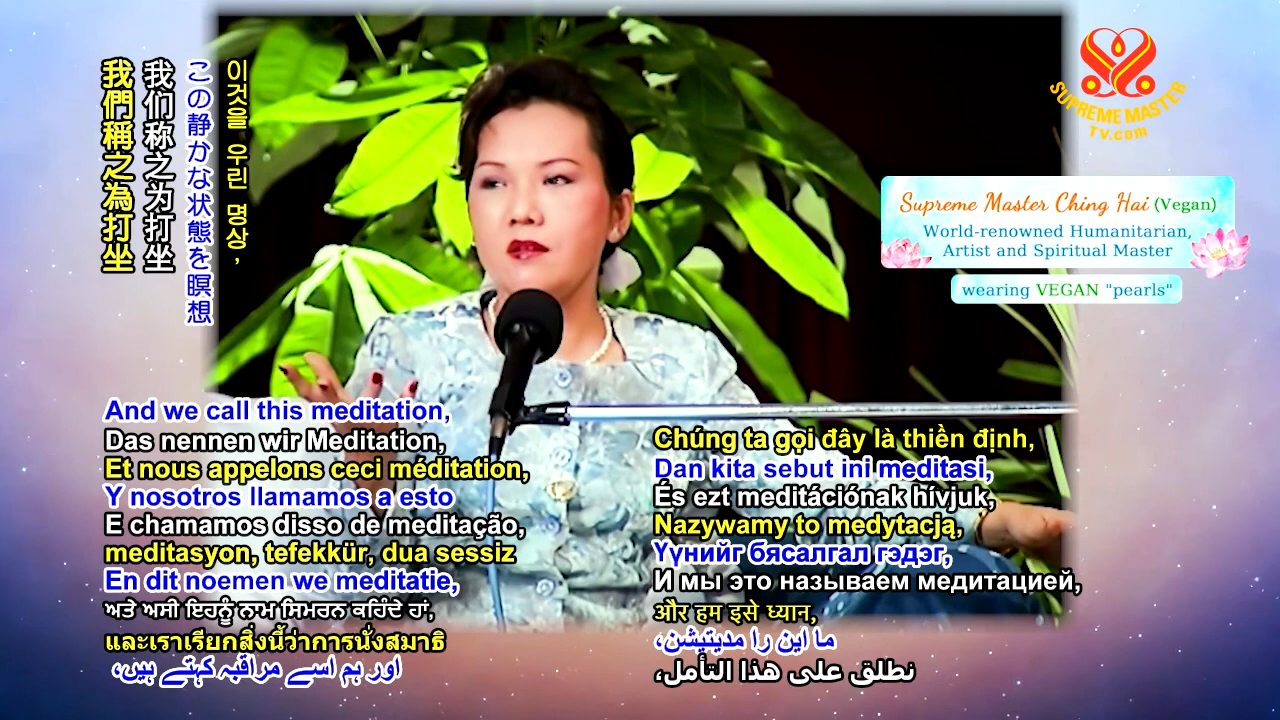 我們稱之為打坐
我们称之为打坐
この静かな状態を瞑想
이것을 우린 명상,
SUPREME MASTER
TV.com
Supreme Master Ching Hai (Vegan)
World-renowned Humanitarian,
Artist and Spiritual Master
wearing VEGAN "pearls"
And we call this meditation,
Das nennen wir Meditation,
Et nous appelons ceci méditation,
Y nosotros llamamos a esto
E chamamos disso de meditação,
meditasyon, tefekkür, dua sessiz
En dit noemen we meditatie,
ਅਤੇ ਅਸੀ ਇਹਨੂੰ ਨਾਮ ਸਿਮਰਨ ਕਹਿੰਦੇ ਹਾਂ,
และเราเรียกสิ่งนี้ว่าการนั่งสมาธิ
اور ہم اسے مراقبہ کہتے ہیں،
Chúng ta gọi đây là thiền định,
Dan kita sebut ini meditasi,
És ezt meditációnak hívjuk,
Nazywamy to medytacją,
Үүнийг бясалгал гэдэг,
И мы это называем медитацией,
और हम इसे ध्यान,
ما این را مدیتیشن،
نطلق على هذا التأمل،